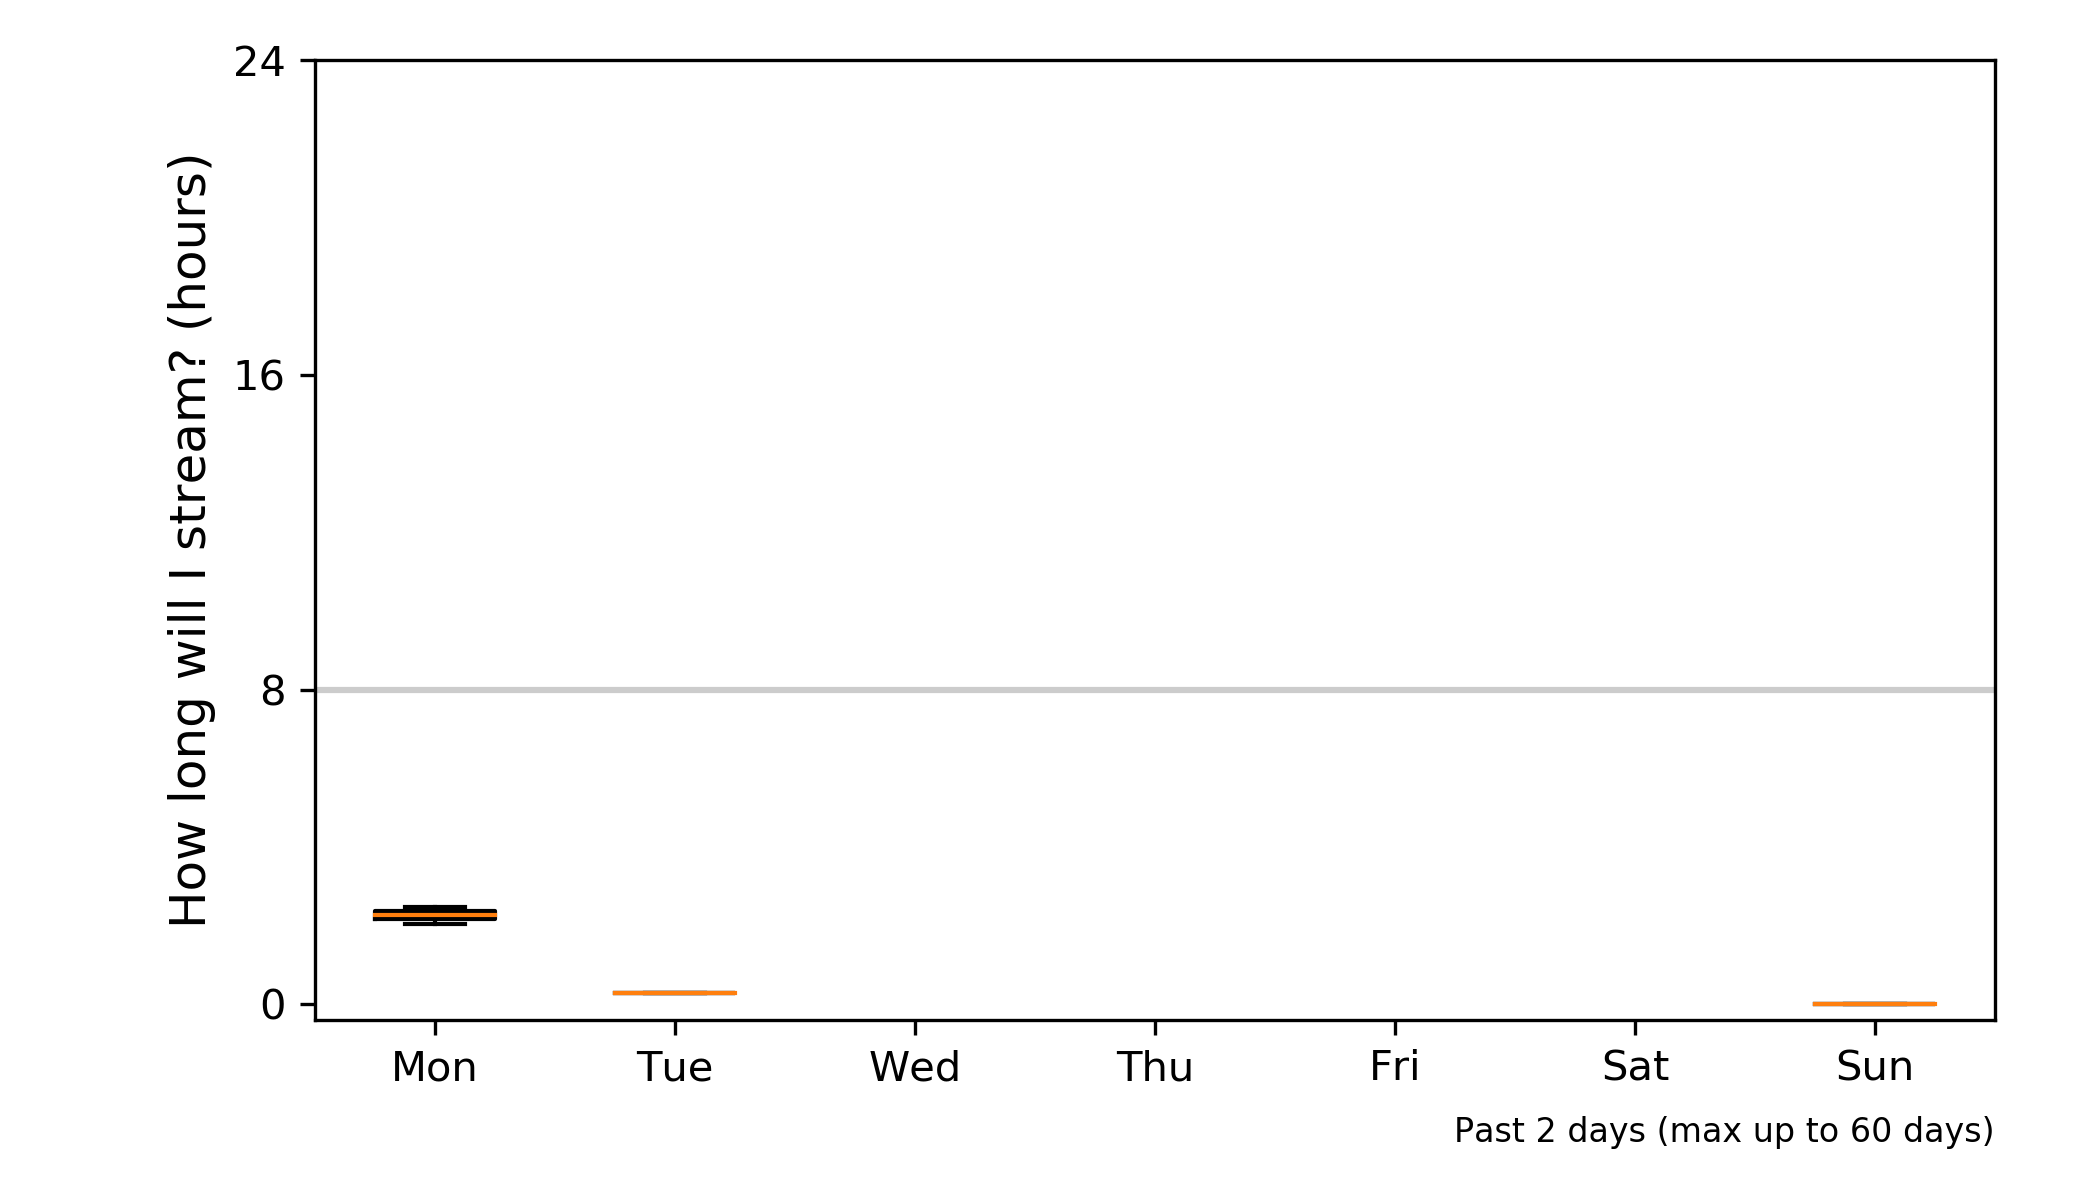 How long will I stream? (hours)
24
16
8
0
Mon Tue Wed Thu Fri Sat Sun
Past 2 days (max up to 60 days)